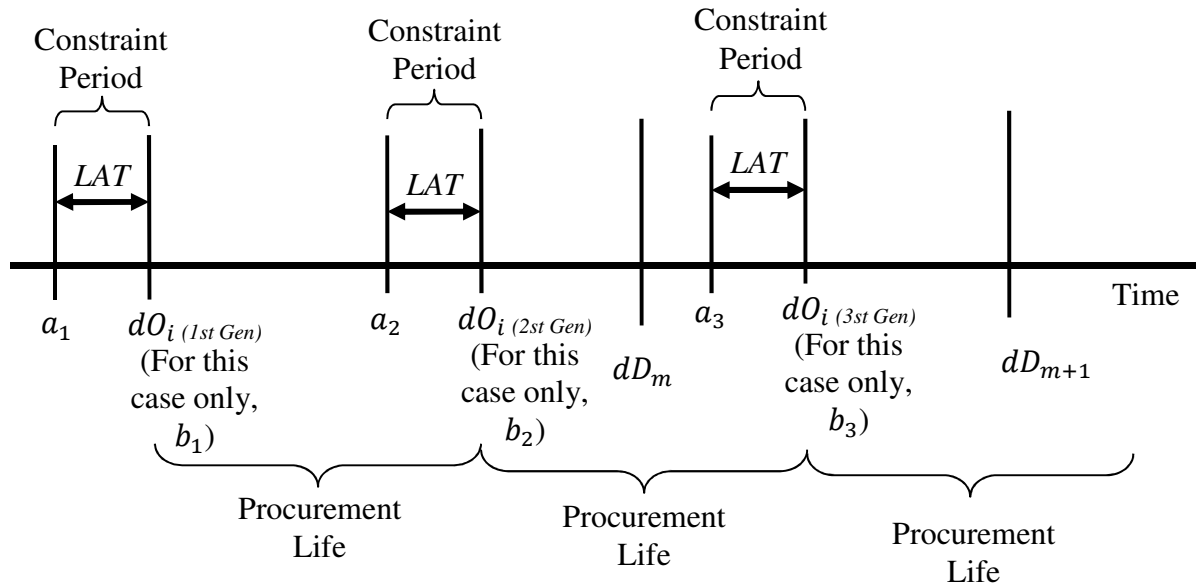 Constraint
Period
Constraint
Period
Constraint
Period
LAT
LAT
LAT
Time
a₁
dOᵢ (1st Gen)
(For this
case only,
b₁)
a₂
dOᵢ (2st Gen)
(For this
case only,
b₂)
dDₘ
a₃
dOᵢ (3st Gen)
(For this
case only,
b₃)
dDₘ₊₁
Procurement
Life
Procurement
Life
Procurement
Life